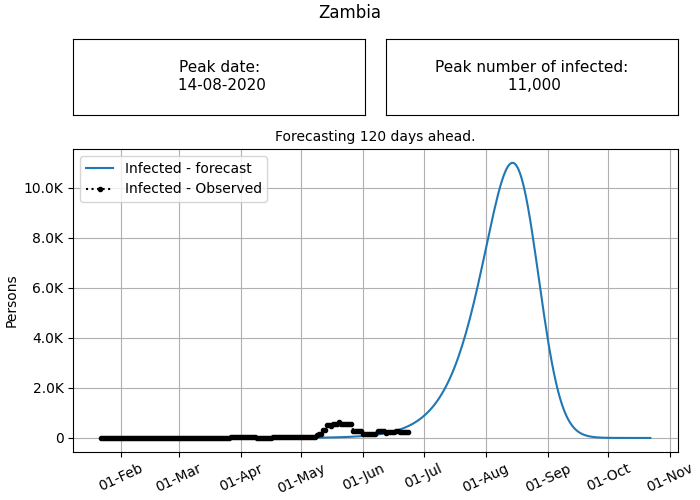 Zambia
Peak date:
14-08-2020
Peak number of infected:
11,000
Forecasting 120 days ahead.
Infected - forecast
Infected - Observed
Persons
10.0K
8.0K
6.0K
4.0K
2.0K
0
01-Feb
01-Mar
01-Apr
01-May
01-Jun
01-Jul
01-Aug
01-Sep
01-Oct
01-Nov